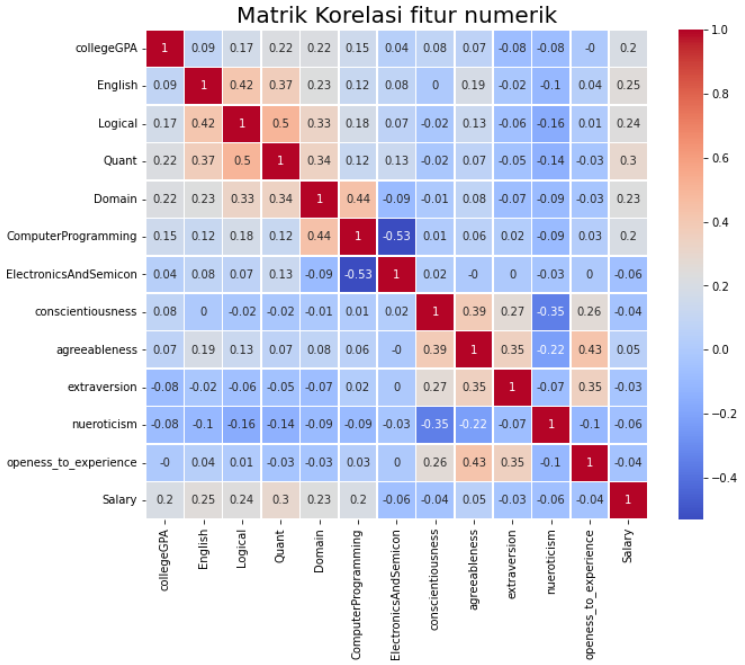 Matrik Korelasi fitur numerik
collegeGPA 1 0.09 0.17 0.22 0.22 0.15 0.04 0.08 0.07 -0.08 -0.08 -0 0.2
English 0.09 1 0.42 0.37 0.23 0.12 0.08 0 0.19 -0.02 -0.1 0.04 0.25
Logical 0.17 0.42 1 0.5 0.33 0.18 0.07 -0.02 0.13 -0.06 -0.16 0.01 0.24
Quant 0.22 0.37 0.5 1 0.34 0.12 0.13 -0.02 0.07 -0.05 -0.14 -0.03 0.3
Domain 0.22 0.23 0.33 0.34 1 0.44 -0.09 -0.01 0.08 -0.07 -0.09 -0.03 0.23
ComputerProgramming 0.15 0.12 0.18 0.12 0.44 1 -0.53 0.01 0.06 0.02 -0.09 0.03 0.2
ElectronicsAndSemicon 0.04 0.08 0.07 0.13 -0.09 -0.53 1 0.02 -0 0 -0.03 0 -0.06
conscientiousness 0.08 0 -0.02 -0.02 -0.01 0.01 0.02 1 0.39 0.27 -0.35 0.26 -0.04
agreeableness 0.07 0.19 0.13 0.07 0.08 0.06 -0 0.39 1 0.35 -0.22 0.43 0.05
extraversion -0.08 -0.02 -0.06 -0.05 -0.07 0.02 0 0.27 0.35 1 -0.07 0.35 -0.03
nueroticism -0.08 -0.1 -0.16 -0.14 -0.09 -0.09 -0.03 -0.35 -0.22 -0.07 1 -0.1 -0.06
openess_to_experience -0 0.04 0.01 -0.03 -0.03 0.03 0 0.26 0.43 0.35 -0.1 1 -0.04
Salary 0.2 0.25 0.24 0.3 0.23 0.2 -0.06 -0.04 0.05 -0.03 -0.06 -0.04 1
collegeGPA
English
Logical
Quant
Domain
ComputerProgramming
ElectronicsAndSemicon
conscientiousness
agreeableness
extraversion
nueroticism
openess_to_experience
Salary
1.0
0.8
0.6
0.4
0.2
0.0
−0.2
−0.4